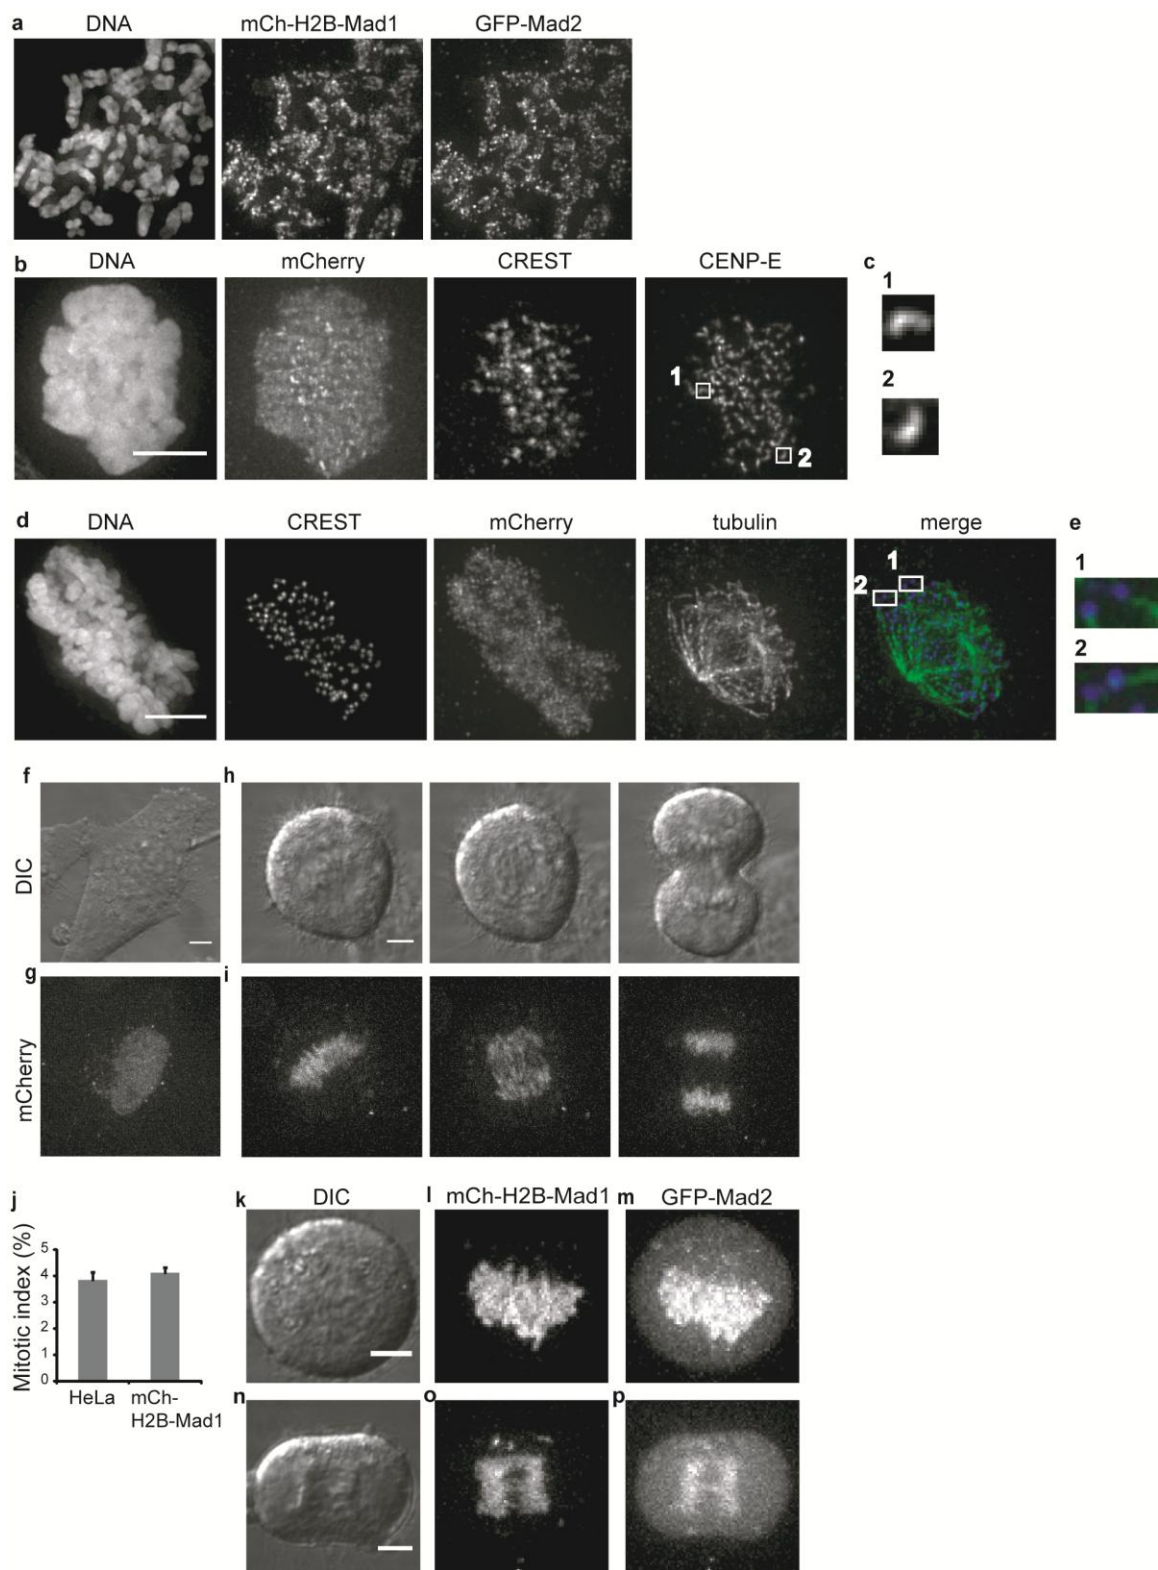 a DNA mCh-H2B-Mad1 GFP-Mad2
b DNA mCherry CREST CENP-E c
1
1
2
2
d DNA CREST mCherry tubulin merge e
1
1
2
2
f h
DIC
g i
mCherry
j k DIC l mCh-H2B-Mad1 m GFP-Mad2
Mitotic index (%)
5
4
3
2
1
0
HeLa mCh-
H2B-Mad1
n o p